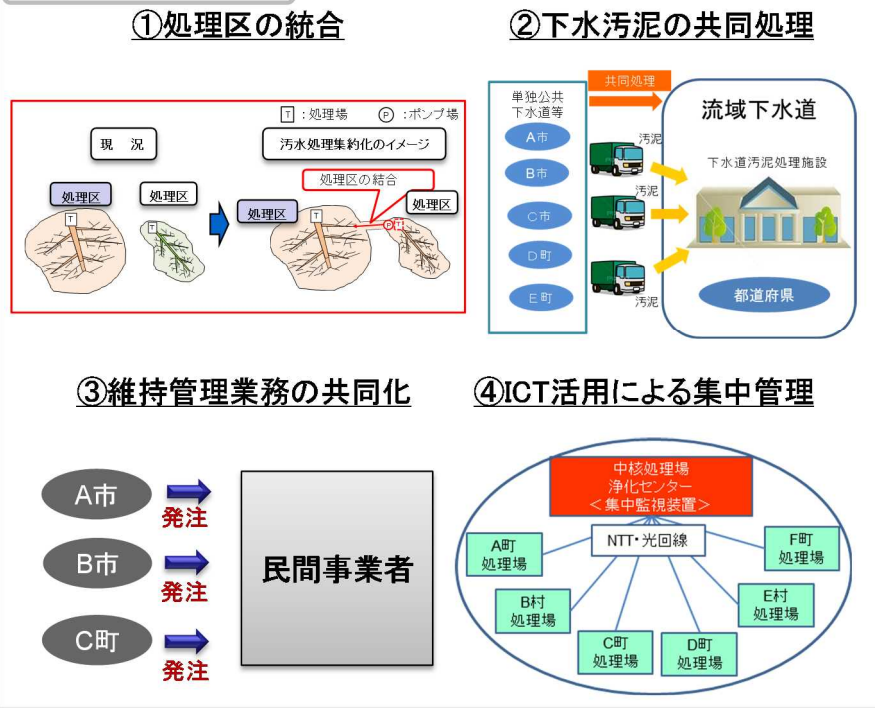 ①処理区の統合
T：処理場 P：ポンプ場
現 況
汚水処理集約化のイメージ
処理区の結合
処理区
処理区
処理区
処理区
T
T
T
P
②下水汚泥の共同処理
共同処理
単独公共
下水道等
流域下水道
A市
B市
C市
D町
E町
汚泥
汚泥
汚泥
下水道汚泥処理施設
都道府県
③維持管理業務の共同化
A市
発注
B市
発注
C町
発注
民間事業者
④ICT活用による集中管理
中核処理場
浄化センター
＜集中監視装置＞
NTT・光回線
A町
処理場
B村
処理場
C町
処理場
D町
処理場
E村
処理場
F町
処理場